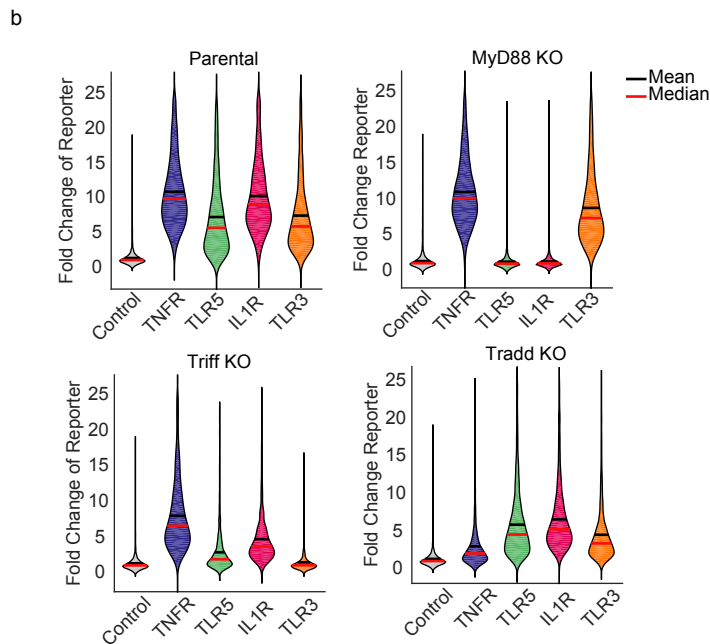 b
Parental
MyD88 KO
Mean
Median
Fold Change of Reporter
25
20
15
10
5
0
Control
TNFR
TLR5
IL1R
TLR3
Fold Change Reporter
25
20
15
10
5
0
Control
TNFR
TLR5
IL1R
TLR3
Triff KO
Tradd KO
Fold Change of Reporter
25
20
15
10
5
0
Control
TNFR
TLR5
IL1R
TLR3
Fold Change Reporter
25
20
15
10
5
0
Control
TNFR
TLR5
IL1R
TLR3